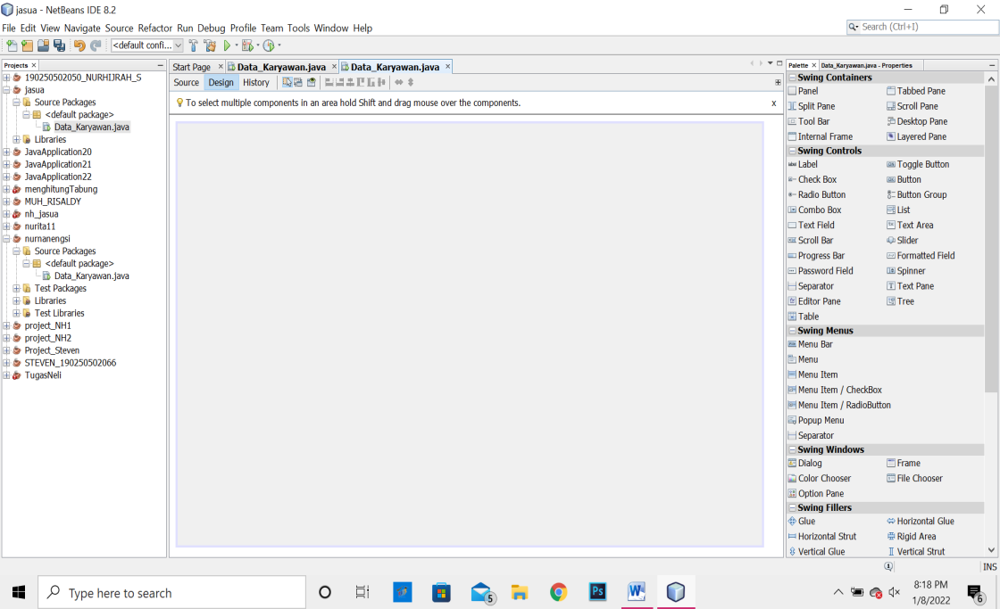 jasua - NetBeans IDE 8.2
File Edit View Navigate Source Refactor Run Debug Profile Team Tools Window Help
Search (Ctrl+I)
<default confi...
Projects ×
190250502050_NURHIJRAH_S
jasua
Source Packages
<default package>
Data_Karyawan.java
Libraries
JavaApplication20
JavaApplication21
JavaApplication22
menghitungTabung
MUH_RISALDY
nh_jasua
nurita11
nurnanengsi
Source Packages
<default package>
Data_Karyawan.java
Test Packages
Libraries
Test Libraries
project_NH1
project_NH2
Project_Steven
STEVEN_190250502066
TugasNeli
Start Page × Data_Karyawan.java × Data_Karyawan.java ×
Source Design History
To select multiple components in an area hold Shift and drag mouse over the components. x
Palette × Data_Karyawan.java - Properties
Swing Containers
Panel Tabbed Pane
Split Pane Scroll Pane
Tool Bar Desktop Pane
Internal Frame Layered Pane
Swing Controls
Label Toggle Button
Check Box Button
Radio Button Button Group
Combo Box List
Text Field Text Area
Scroll Bar Slider
Progress Bar Formatted Field
Password Field Spinner
Separator Text Pane
Editor Pane Tree
Table
Swing Menus
Menu Bar
Menu
Menu Item
Menu Item / CheckBox
Menu Item / RadioButton
Popup Menu
Separator
Swing Windows
Dialog Frame
Color Chooser File Chooser
Option Pane
Swing Fillers
Glue Horizontal Glue
Horizontal Strut Rigid Area
Vertical Glue Vertical Strut
INS
Type here to search
5
Ps
W
8:18 PM
1/8/2022
6